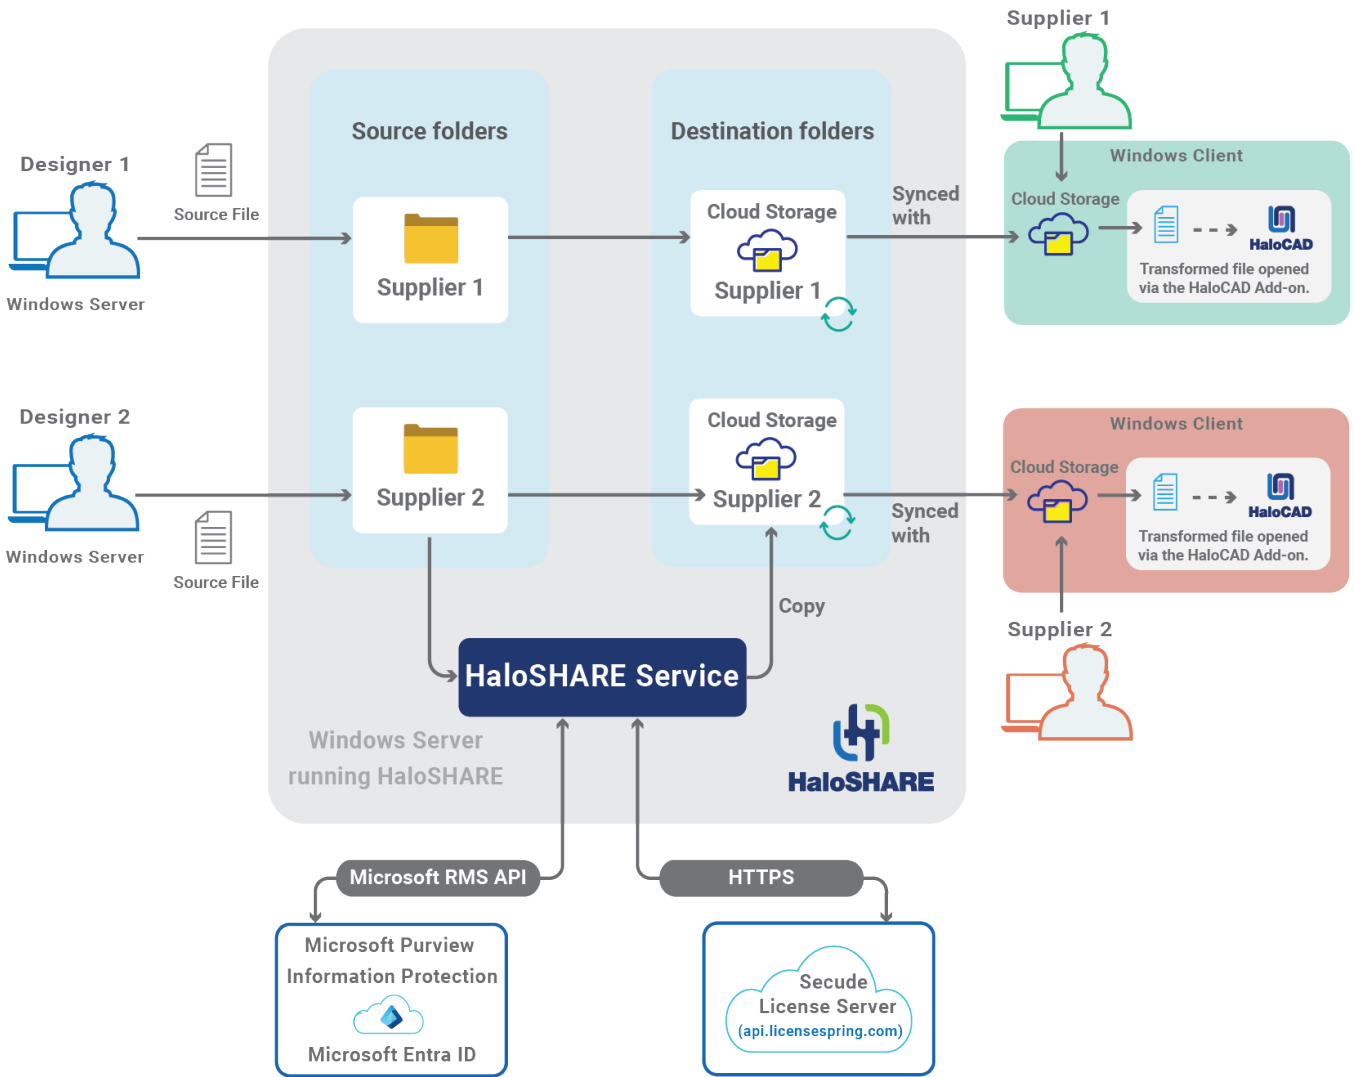 Supplier 1
Source folders
Destination folders
Designer 1
Source File
Windows Server
Supplier 1
Cloud Storage
Supplier 1
Synced
with
Windows Client
Cloud Storage
HaloCAD
Transformed file opened
via the HaloCAD Add-on.
Designer 2
Windows Server
Source File
Supplier 2
Cloud Storage
Supplier 2
Synced
with
Windows Client
Cloud Storage
HaloCAD
Transformed file opened
via the HaloCAD Add-on.
Supplier 2
Copy
HaloSHARE Service
Windows Server
running HaloSHARE
HaloSHARE
Microsoft RMS API
HTTPS
Microsoft Purview
Information Protection
Microsoft Entra ID
Secude
License Server
(api.licensespring.com)